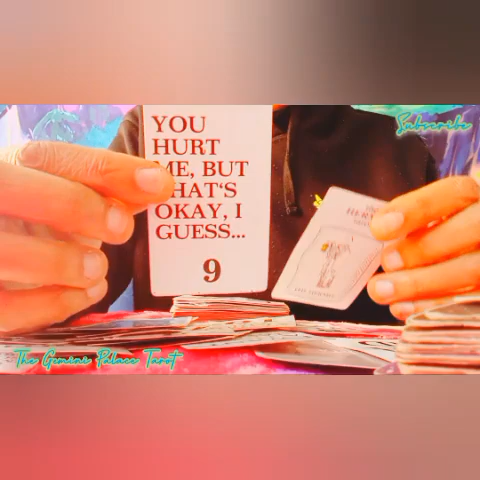 Subscribe
YOU
HURT
ME, BUT
HAT'S
OKAY, I
GUESS...
9
The Gemini Palace Tarot